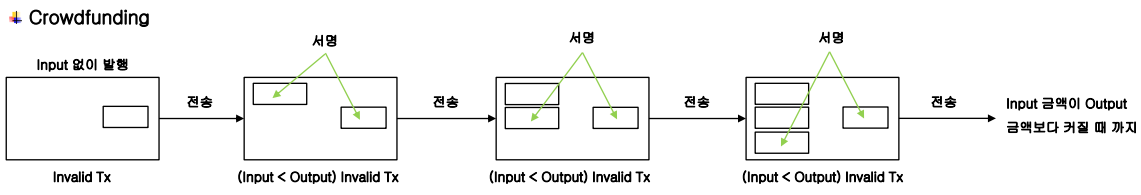 Crowdfunding
Input 없이 발행
서명
서명
서명
전송
전송
전송
전송
Input 금액이 Output
금액보다 커질 때 까지
Invalid Tx
(Input < Output) Invalid Tx
(Input < Output) Invalid Tx
(Input < Output) Invalid Tx